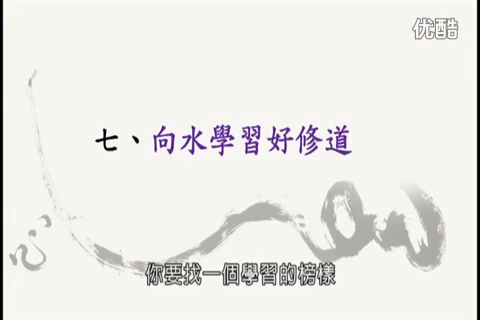 优酷
七、向水學習好修道
你要找一個學習的榜樣